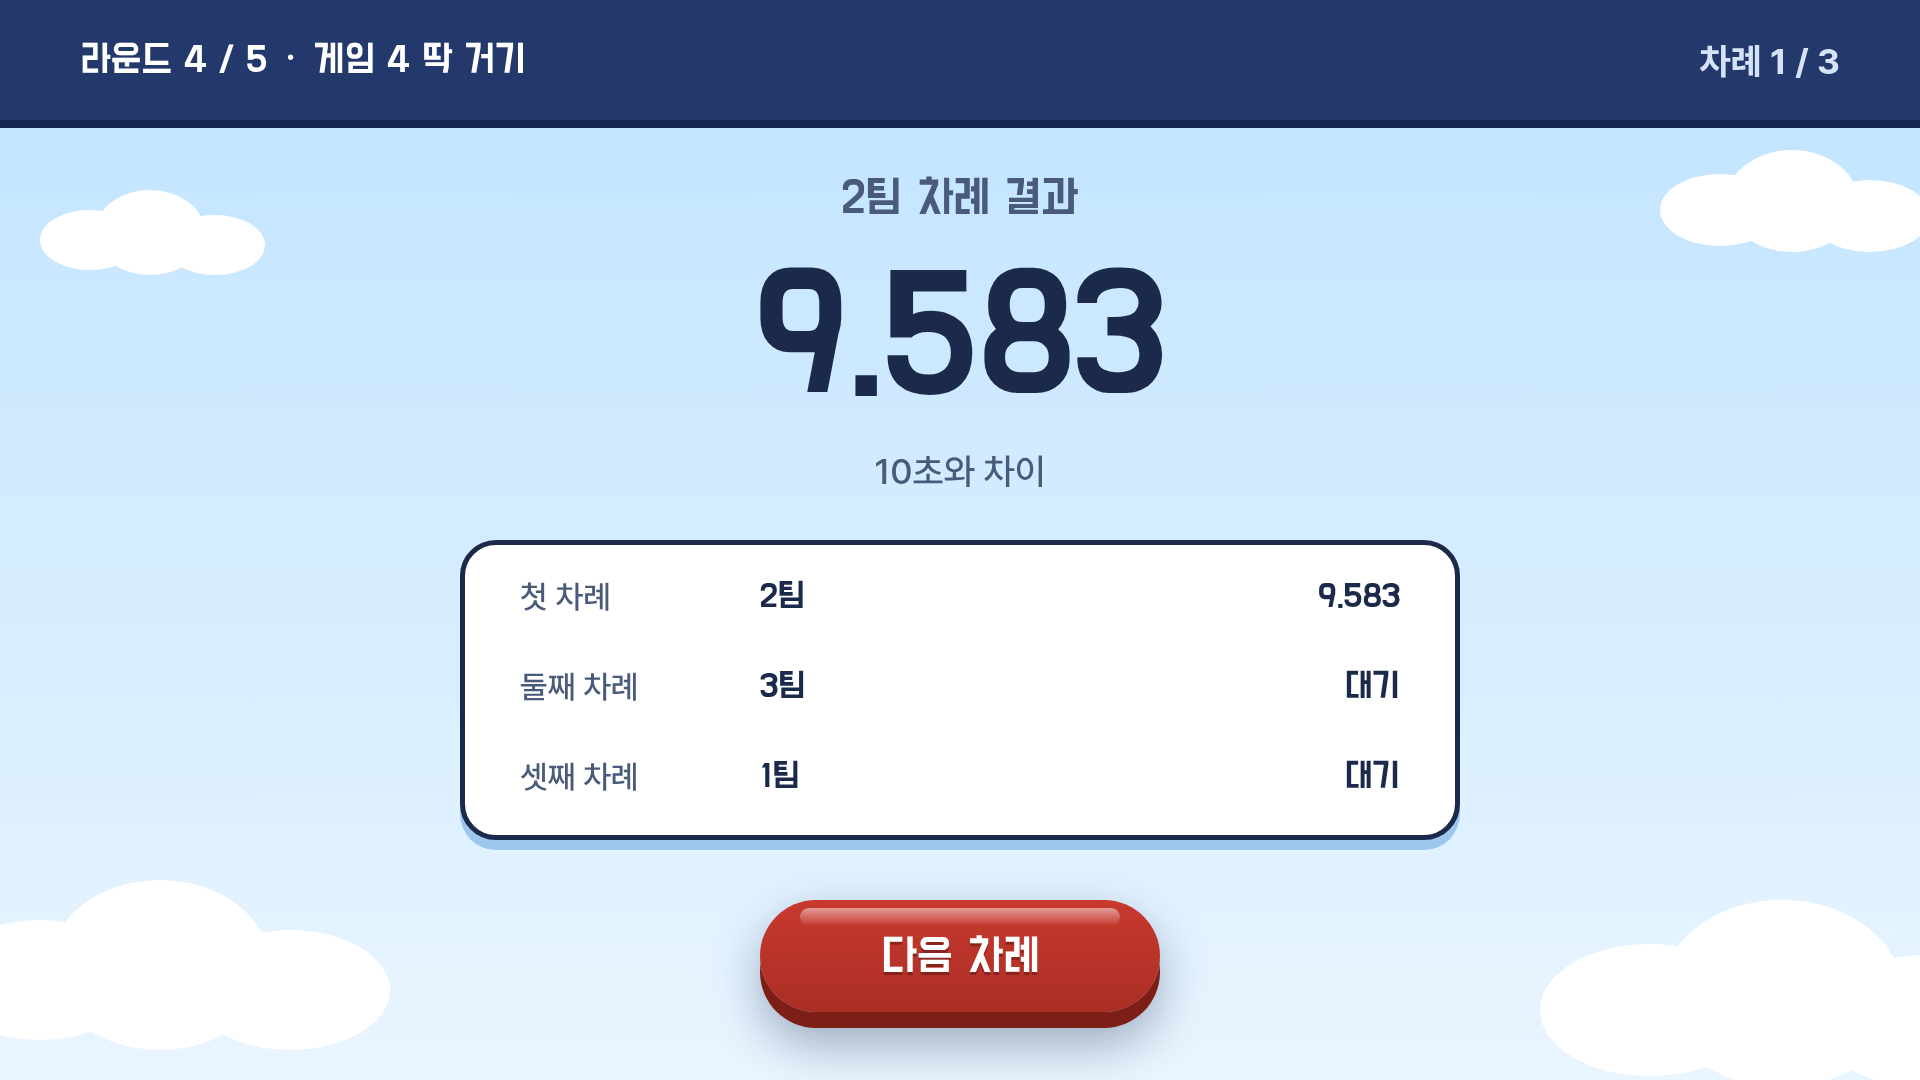 라운드 4 / 5 · 게임 4 딱 거기
차례 1 / 3
2팀 차례 결과
9.583
10초와 차이
첫 차례 2팀 9.583
둘째 차례 3팀 대기
셋째 차례 1팀 대기
다음 차례